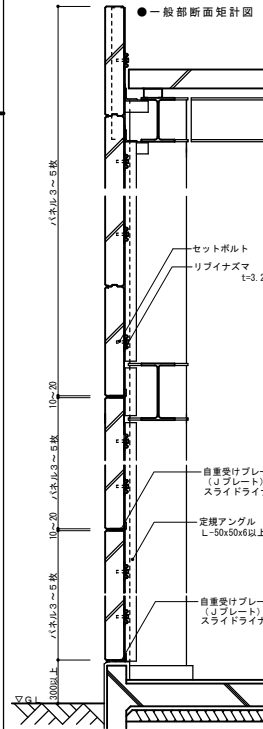 ●一般部断面矩計図
パネル3～5枚
セットボルト
リブイナズマ
t=3.2
10～20
パネル3～5枚
自重受けプレー
(Jプレート)
スライドライナ
10～20
定規アングル
L-50x50x6以上
パネル3～5枚
自重受けプレー
(Jプレート)
スライドライナ
300以上
▽GL